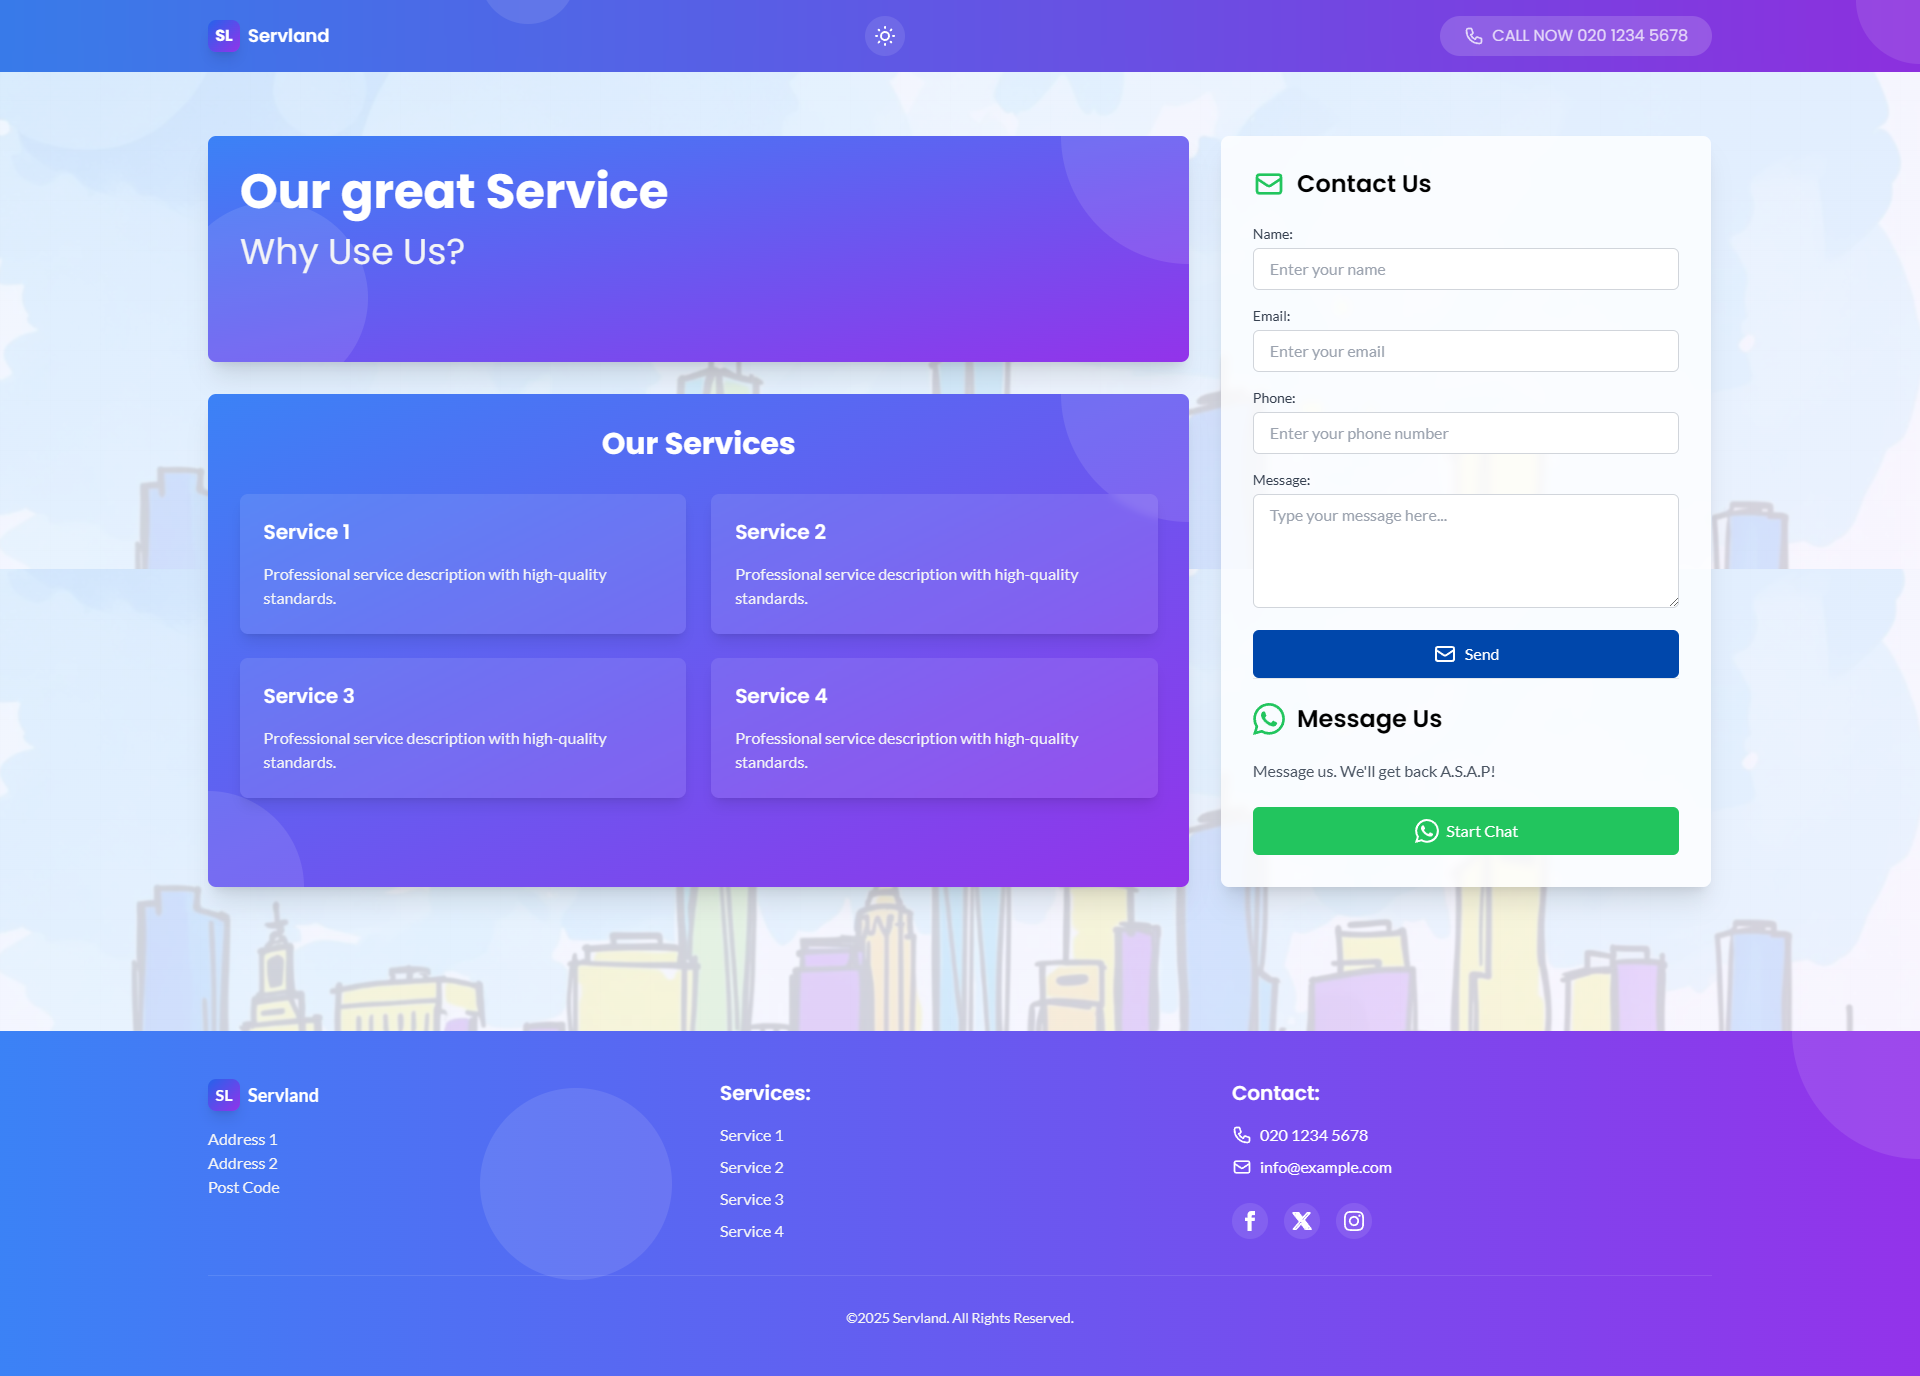 SL Servland
CALL NOW 020 1234 5678
Our great Service
Why Use Us?
Our Services
Service 1
Professional service description with high-quality
standards.
Service 2
Professional service description with high-quality
standards.
Service 3
Professional service description with high-quality
standards.
Service 4
Professional service description with high-quality
standards.
Contact Us
Name:
Enter your name
Email:
Enter your email
Phone:
Enter your phone number
Message:
Type your message here...
Send
Message Us
Message us. We'll get back A.S.A.P!
Start Chat
SL Servland
Address 1
Address 2
Post Code
Services:
Service 1
Service 2
Service 3
Service 4
Contact:
020 1234 5678
info@example.com
©2025 Servland. All Rights Reserved.